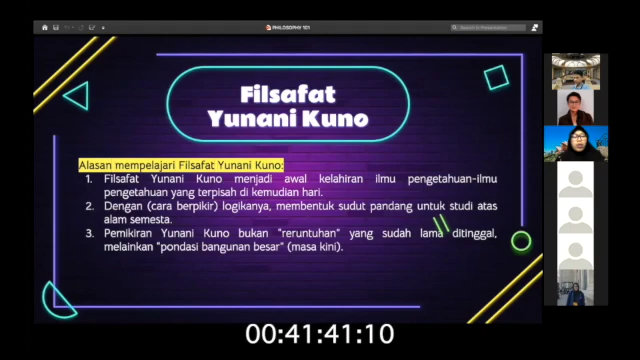 PHILOSOPHY 101
Search in Presentation
Filsafat
Yunani Kuno
Alasan mempelajari Filsafat Yunani Kuno:
1. Filsafat Yunani Kuno menjadi awal kelahiran ilmu pengetahuan-ilmu
pengetahuan yang terpisah di kemudian hari.
2. Dengan (cara berpikir) logikanya, membentuk sudut pandang untuk studi atas
alam semesta.
3. Pemikiran Yunani Kuno bukan "reruntuhan" yang sudah lama ditinggal,
melainkan "pondasi bangunan besar" (masa kini).
00:41:41:10